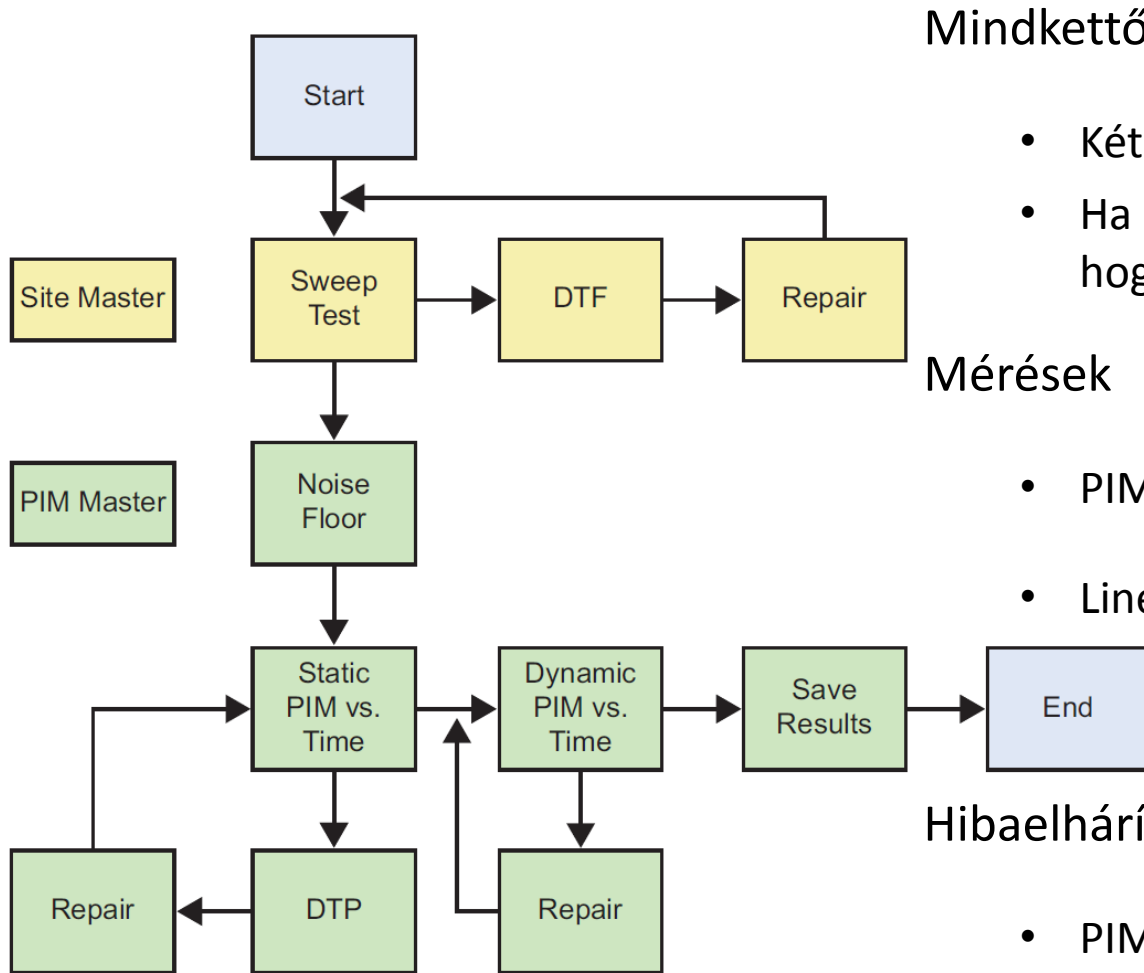 Start
Site Master
Sweep
Test
DTF
Repair
PIM Master
Noise
Floor
Static
PIM vs.
Time
Dynamic
PIM vs.
Time
Save
Results
End
Repair
DTP
Repair
Mindkettő
• Két
• Ha
hog
Mérések
• PIM
• Line
Hibaelhárí
• PIM